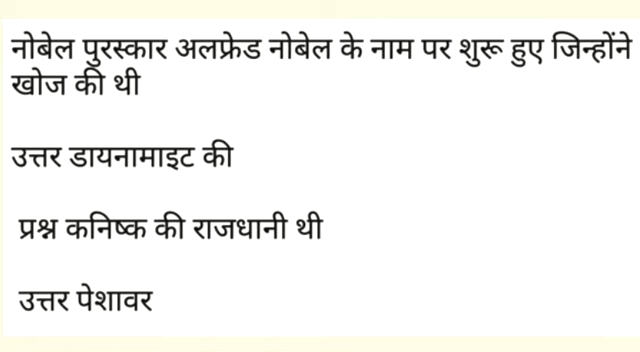 नोबेल पुरस्कार अलफ्रेड नोबेल के नाम पर शुरू हुए जिन्होंने
खोज की थी
उत्तर डायनामाइट की
प्रश्न कनिष्क की राजधानी थी
उत्तर पेशावर